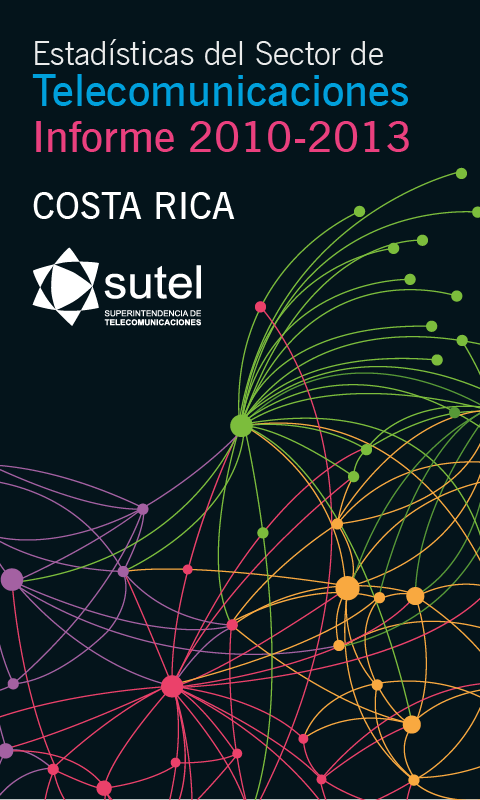 Estadísticas del Sector de
Telecomunicaciones
Informe 2010-2013
COSTA RICA
sutel
SUPERINTENDENCIA DE
TELECOMUNICACIONES